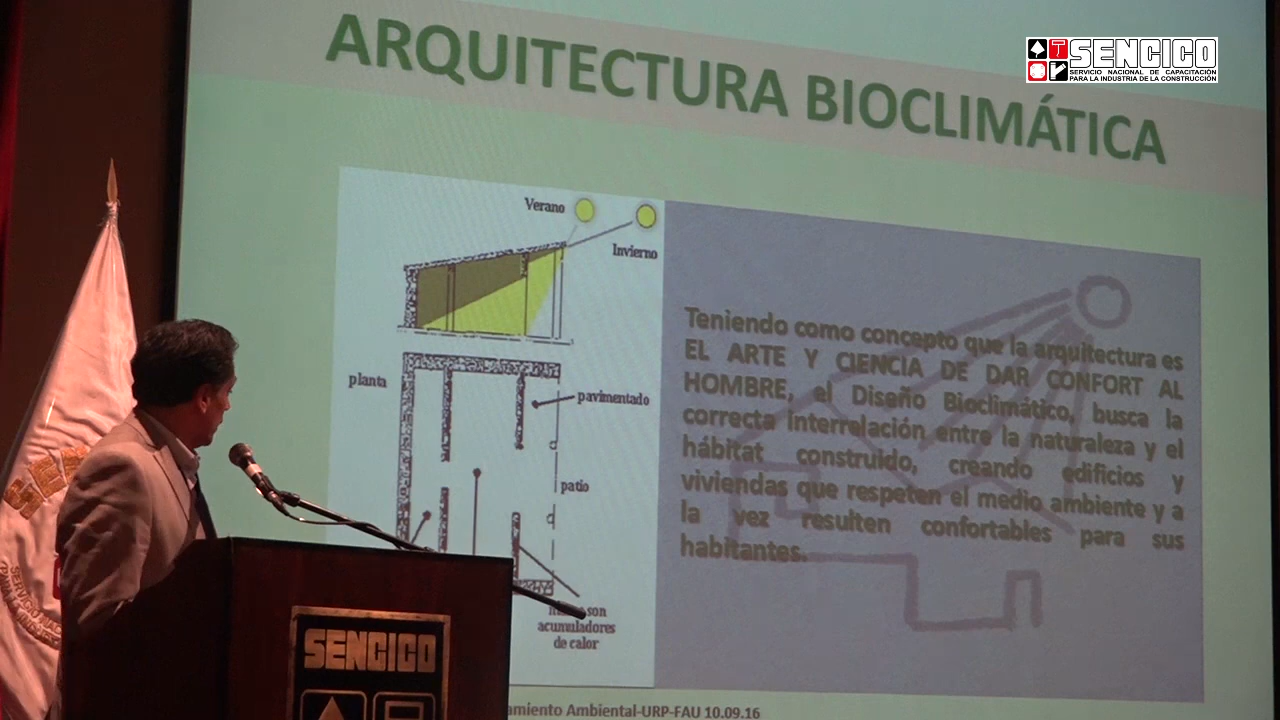 ARQUITECTURA BIOCLIMÁTICA
SENCICO
SERVICIO NACIONAL DE CAPACITACIÓN
PARA LA INDUSTRIA DE LA CONSTRUCCIÓN
Verano
Invierno
planta
pavimentado
patio
son
acumuladores
de calor
Teniendo como concepto que la arquitectura es
EL ARTE Y CIENCIA DE DAR CONFORT AL
HOMBRE, el Diseño Bioclimático, busca la
correcta interrelación entre la naturaleza y el
hábitat construido, creando edificios y
viviendas que respeten el medio ambiente y a
la vez resulten confortables para sus
habitantes.
amiento Ambiental-URP-FAU 10.09.16
SENCICO